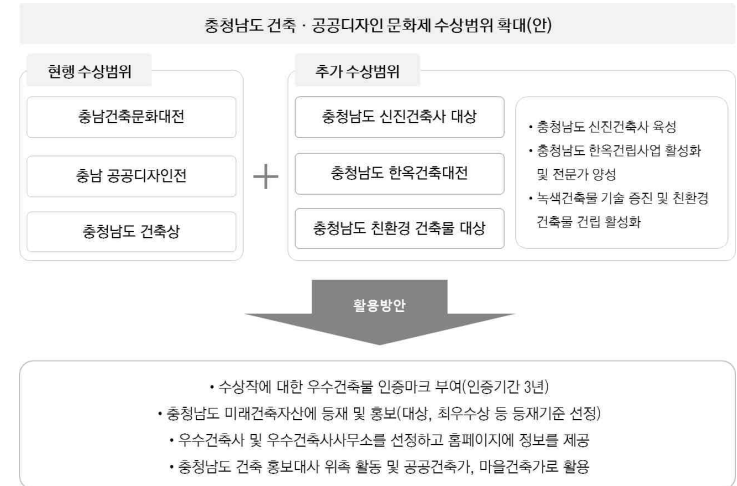 충청남도 건축 · 공공디자인 문화제 수상범위 확대(안)
현행 수상범위
충남건축문화대전
충남 공공디자인전
충청남도 건축상
+
추가 수상범위
충청남도 신진건축사 대상
충청남도 한옥건축대전
충청남도 친환경 건축물 대상
• 충청남도 신진건축사 육성
• 충청남도 한옥건립사업 활성화
및 전문가 양성
• 녹색건축물 기술 증진 및 친환경
건축물 건립 활성화
활용방안
• 수상작에 대한 우수건축물 인증마크 부여(인증기간 3년)
• 충청남도 미래건축자산에 등재 및 홍보(대상, 최우수상 등 등재기준 선정)
• 우수건축사 및 우수건축사사무소를 선정하고 홈페이지에 정보를 제공
• 충청남도 건축 홍보대사 위촉 활동 및 공공건축가, 마을건축가로 활용